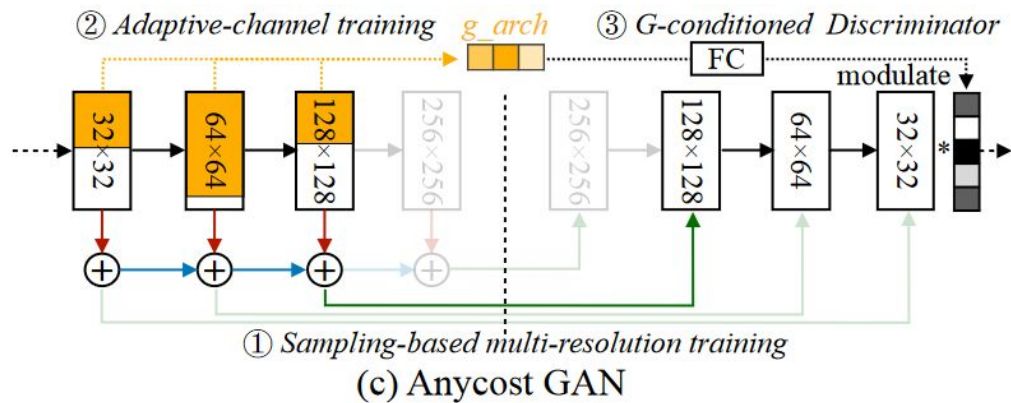 ② Adaptive-channel training
g_arch
③ G-conditioned Discriminator
FC
modulate
32×32
64×64
128×128
256×256
256×256
128×128
64×64
32×32
*
+
+
+
+
① Sampling-based multi-resolution training
(c) Anycost GAN